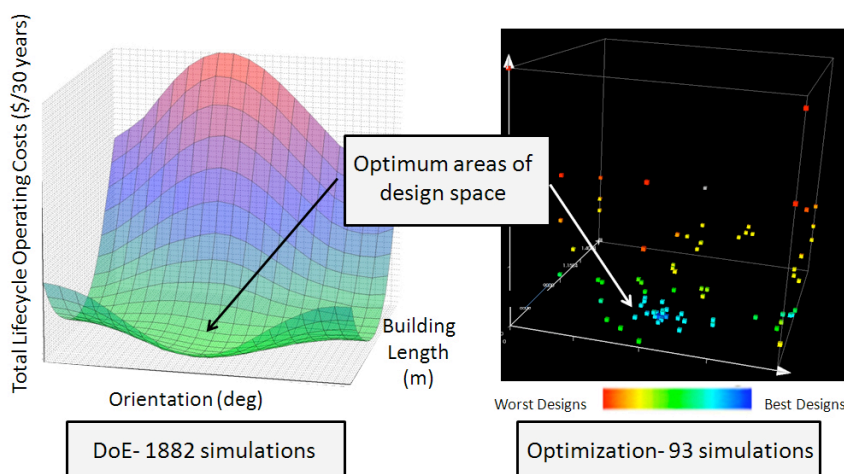 Total Lifecycle Operating Costs ($/30 years)
Optimum areas of
design space
Building
Length
(m)
Orientation (deg)
Worst Designs
Best Designs
DoE- 1882 simulations
Optimization- 93 simulations